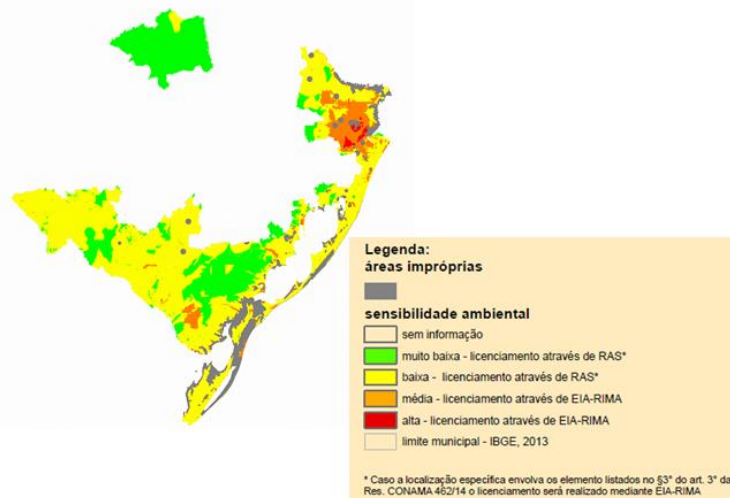 Legenda:
áreas impróprias
sensibilidade ambiental
sem informação
muito baixa - licenciamento através de RAS*
baixa - licenciamento através de RAS*
média - licenciamento através de EIA-RIMA
alta - licenciamento através de EIA-RIMA
limite municipal - IBGE, 2013
* Caso a localização específica envolva os elemento listados no §3° do art. 3° da
Res. CONAMA 462/14 o licenciamento será realizado mediante EIA-RIMA